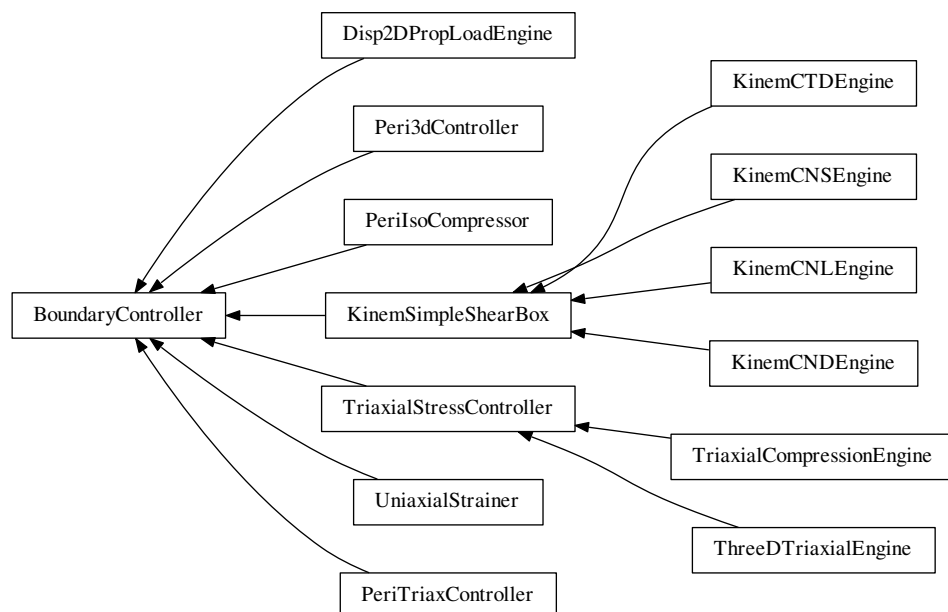 Disp2DPropLoadEngine
KinemCTDEngine
Peri3dController
KinemCNSEngine
PeriIsoCompressor
KinemCNLEngine
BoundaryController
KinemSimpleShearBox
KinemCNDEngine
TriaxialStressController
TriaxialCompressionEngine
UniaxialStrainer
ThreeDTriaxialEngine
PeriTriaxController